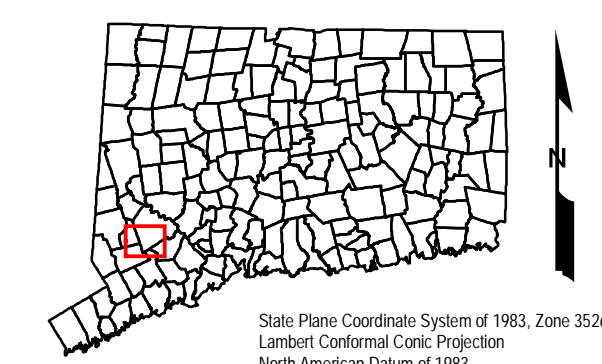 N
State Plane Coordinate System of 1983, Zone 3526
Lambert Conformal Conic Projection
North American Datum of 1983